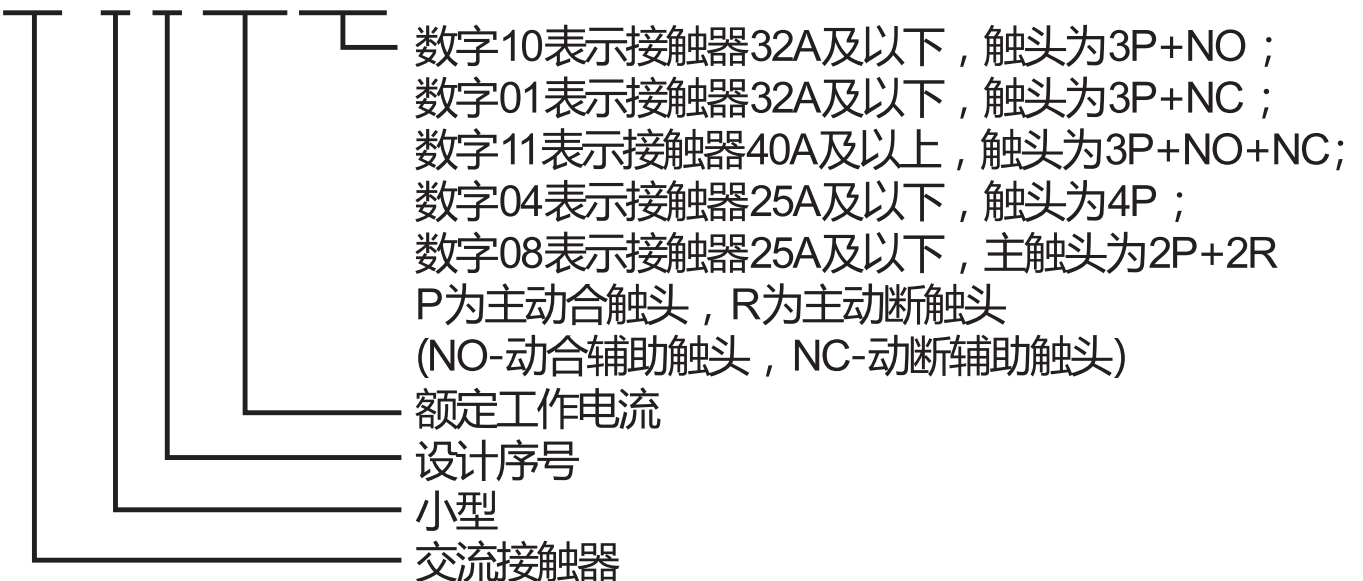 数字10表示接触器32A及以下，触头为3P+NO；
数字01表示接触器32A及以下，触头为3P+NC；
数字11表示接触器40A及以上，触头为3P+NO+NC;
数字04表示接触器25A及以下，触头为4P；
数字08表示接触器25A及以下，主触头为2P+2R
P为主动合触头，R为主动断触头
(NO-动合辅助触头，NC-动断辅助触头)
额定工作电流
设计序号
小型
交流接触器